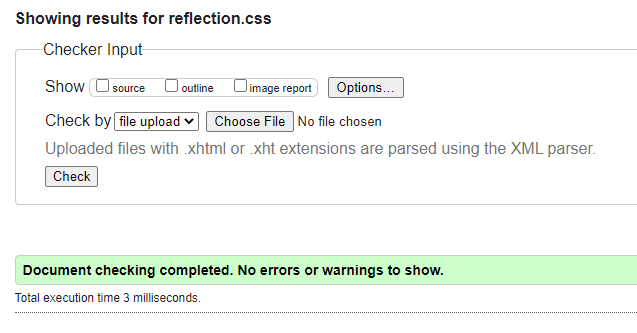 Showing results for reflection.css
Checker Input
Show source outline image report Options...
Check by file upload Choose File No file chosen
Uploaded files with .xhtml or .xht extensions are parsed using the XML parser.
Check
Document checking completed. No errors or warnings to show.
Total execution time 3 milliseconds.